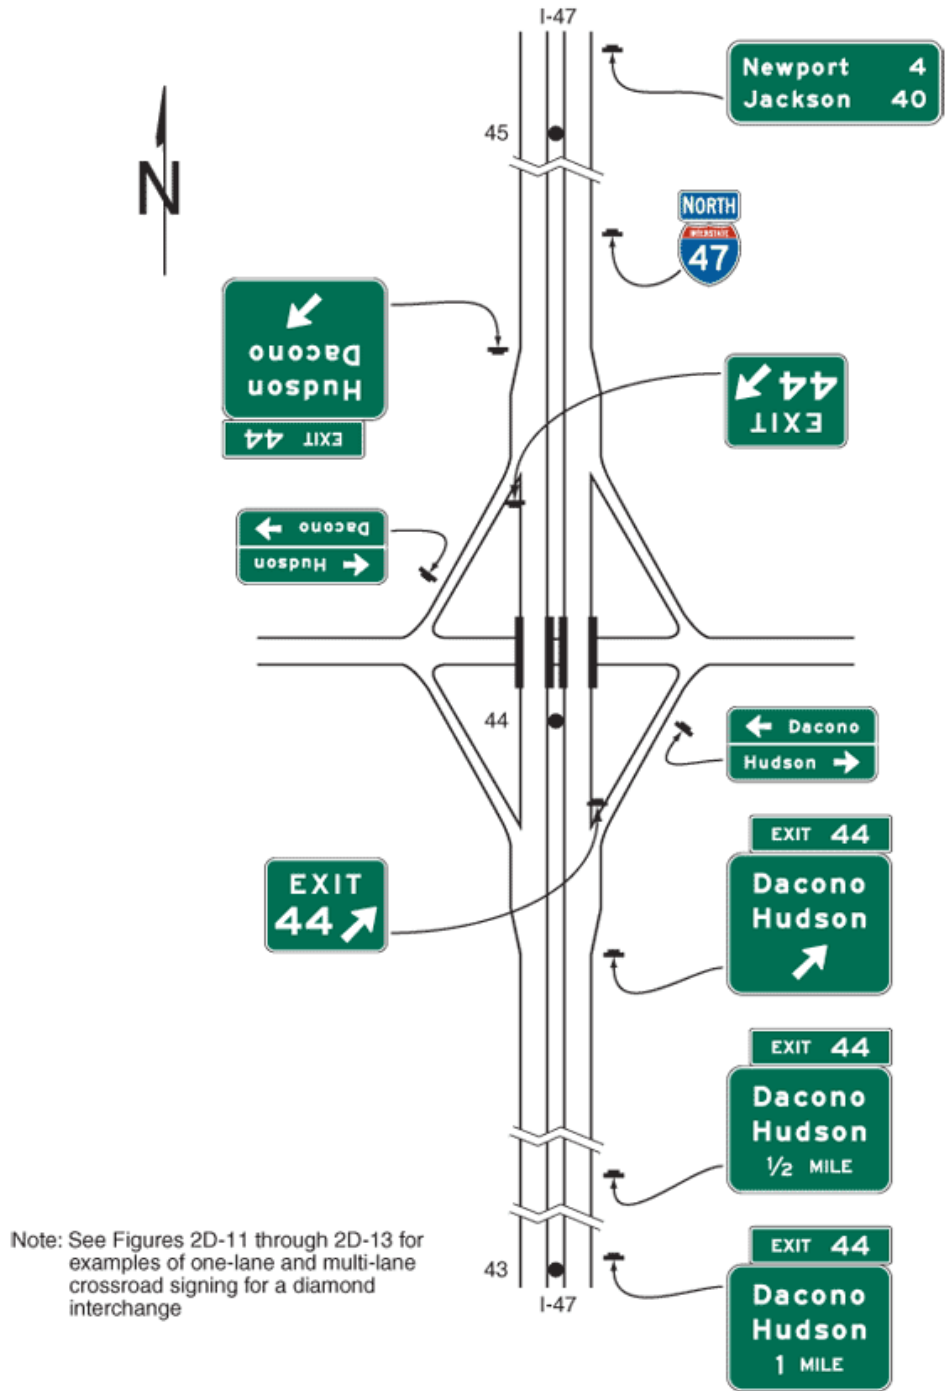 I-47
Newport 4
Jackson 40
45
N
NORTH
INTERSTATE
47
Hudson
Dacono
EXIT 44
EXIT
44
Dacono
Hudson
44
Dacono
Hudson
EXIT 44
Dacono
Hudson
EXIT
44
EXIT 44
Dacono
Hudson
1/2 MILE
Note: See Figures 2D-11 through 2D-13 for
examples of one-lane and multi-lane
crossroad signing for a diamond
interchange
43
I-47
EXIT 44
Dacono
Hudson
1 MILE